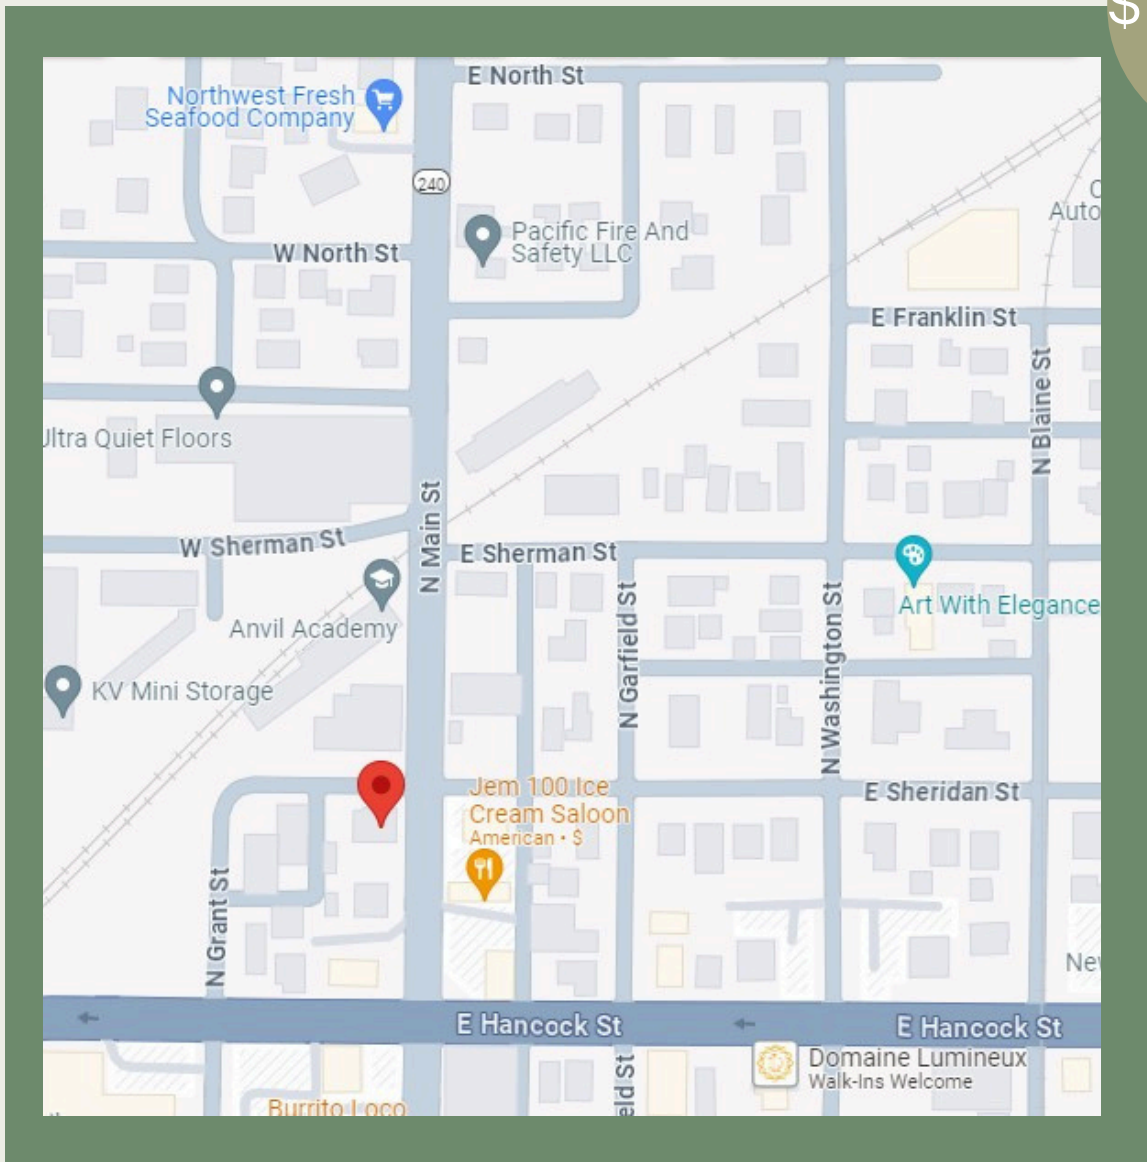 $
E North St
Northwest Fresh
Seafood Company
240
Pacific Fire And
Safety LLC
W North St
Auto
E Franklin St
N Blaine St
Ultra Quiet Floors
N Main St
W Sherman St
E Sherman St
Anvil Academy
Art With Elegance
N Garfield St
N Washington St
KV Mini Storage
Jem 100 Ice
Cream Saloon
American · $
E Sheridan St
N Grant St
E Hancock St
E Hancock St
Domaine Lumineux
Walk-Ins Welcome
eld St
Burrito Loco